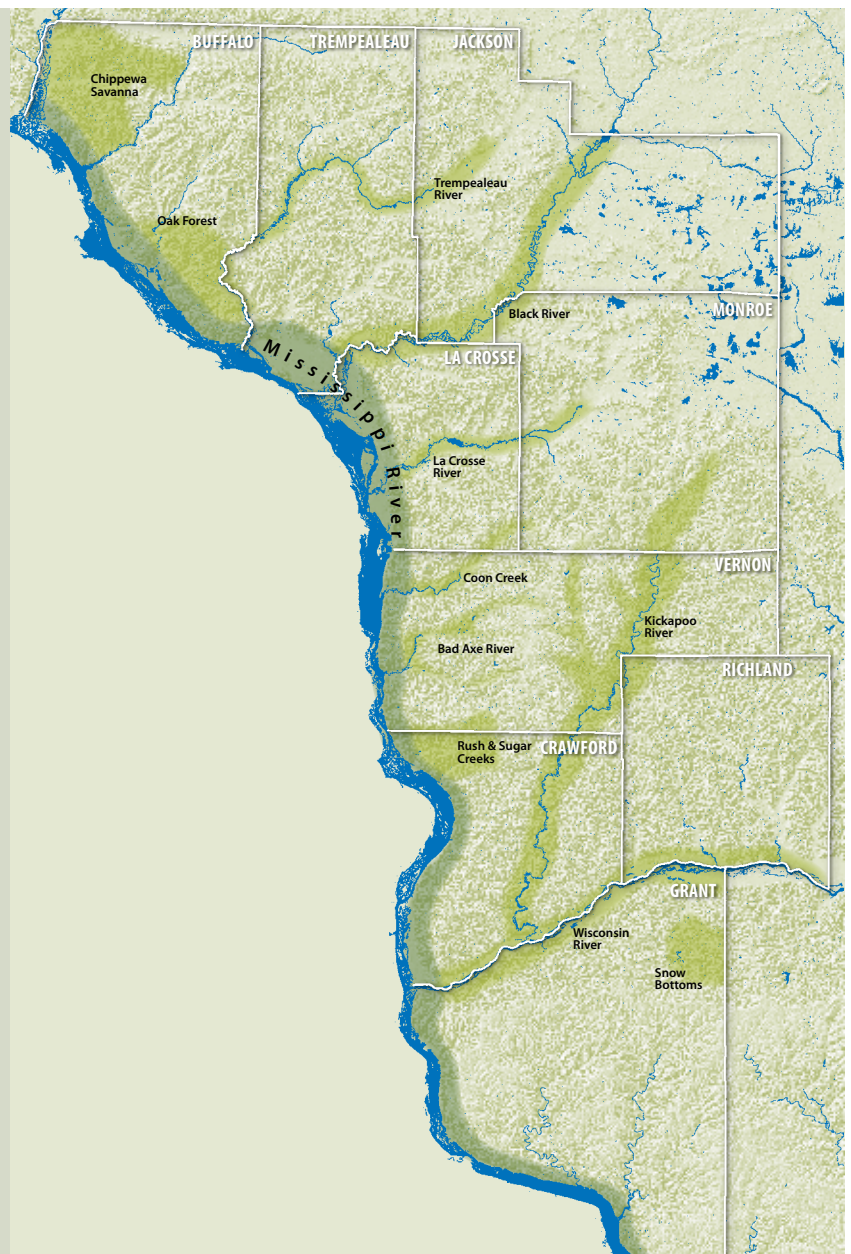 BUFFALO
TREMPEALEAU
JACKSON
Chippewa
Savanna
Trempealeau
River
Oak Forest
Black River
MONROE
LA CROSSE
Mississippi River
La Crosse
River
VERNON
Coon Creek
Kickapoo
River
Bad Axe River
RICHLAND
Rush & Sugar
Creeks
CRAWFORD
GRANT
Wisconsin
River
Snow
Bottoms